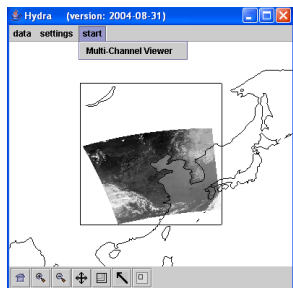 Hydra (version: 2004-08-31)
data settings start
Multi-Channel Viewer